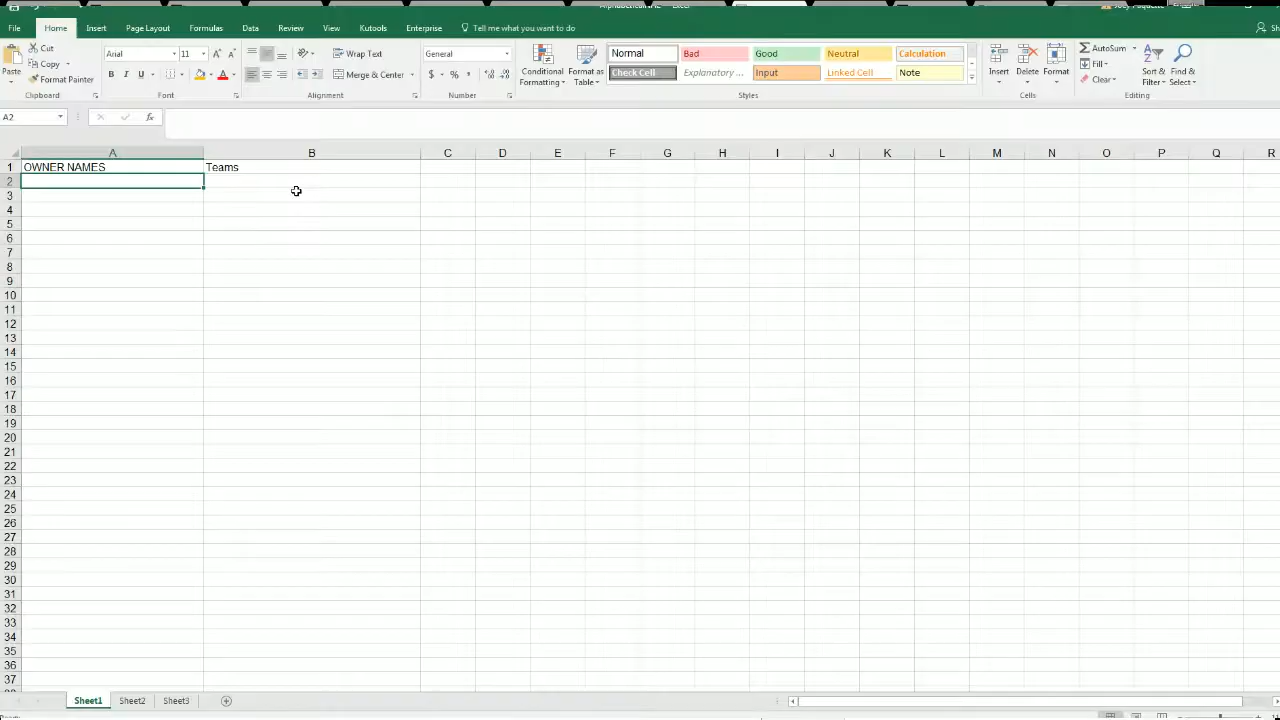 File Home Insert Page Layout Formulas Data Review View Kutools Enterprise Tell me what you want to do
Cut
Copy
Format Painter
Paste
Clipboard
Arial 11
B I U
Font
Wrap Text
Merge & Center
Alignment
General
$ % ,
Number
Conditional Formatting
Format as Table
Normal Bad Good Neutral Calculation
Check Cell Explanatory ... Input Linked Cell Note
Styles
Insert Delete Format
Cells
AutoSum
Fill
Clear
Sort & Filter
Find & Select
Editing
A2
fx
A B C D E F G H I J K L M N O P Q R
1 OWNER NAMES Teams
2
3
4
5
6
7
8
9
10
11
12
13
14
15
16
17
18
19
20
21
22
23
24
25
26
27
28
29
30
31
32
33
34
35
36
37
Sheet1 Sheet2 Sheet3